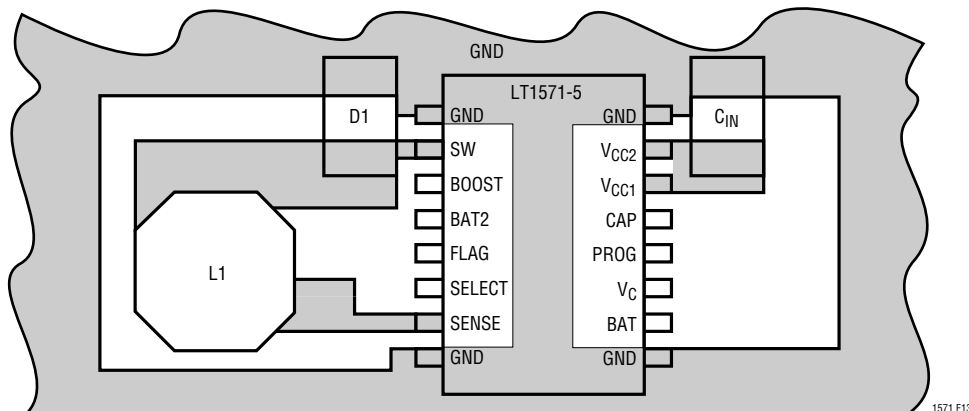 GND
LT1571-5
D1
GND
GND
C_IN
SW
V_CC2
BOOST
V_CC1
BAT2
CAP
FLAG
PROG
L1
SELECT
V_C
SENSE
BAT
GND
GND